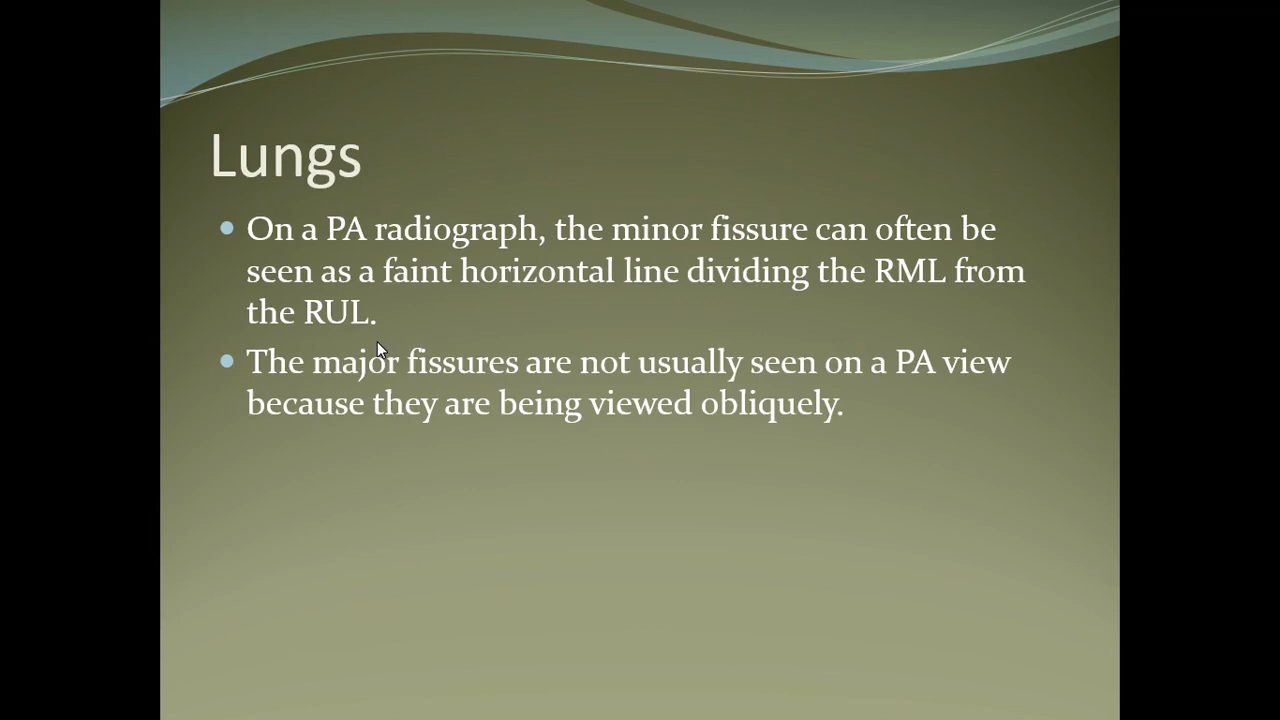 Lungs
On a PA radiograph, the minor fissure can often be
seen as a faint horizontal line dividing the RML from
the RUL.
The major fissures are not usually seen on a PA view
because they are being viewed obliquely.